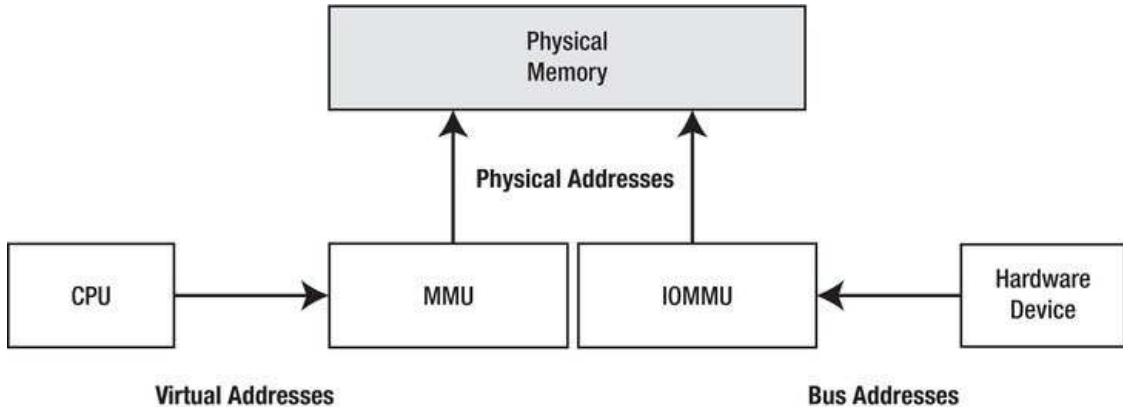 Physical
Memory
Physical Addresses
CPU
MMU
IOMMU
Hardware
Device
Virtual Addresses
Bus Addresses